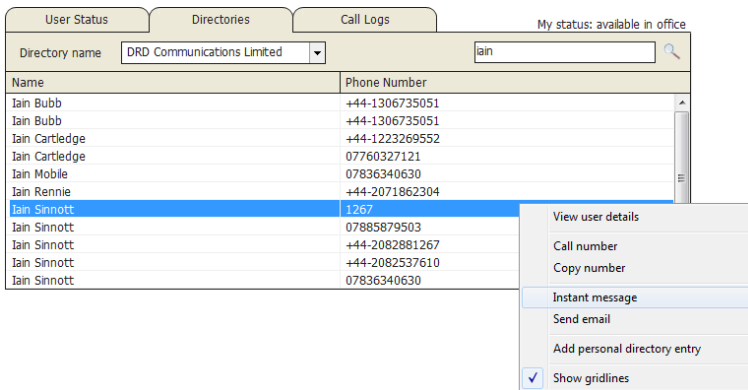 User Status Directories Call Logs My status: available in office
Directory name DRD Communications Limited iain
Name Phone Number
Iain Bubb +44-1306735051
Iain Bubb +44-1306735051
Iain Cartledge +44-1223269552
Iain Cartledge 07760327121
Iain Mobile 07836340630
Iain Rennie +44-2071862304
Iain Sinnott 1267
Iain Sinnott 07885879503
Iain Sinnott +44-2082881267
Iain Sinnott +44-2082537610
Iain Sinnott 07836340630
View user details
Call number
Copy number
Instant message
Send email
Add personal directory entry
Show gridlines